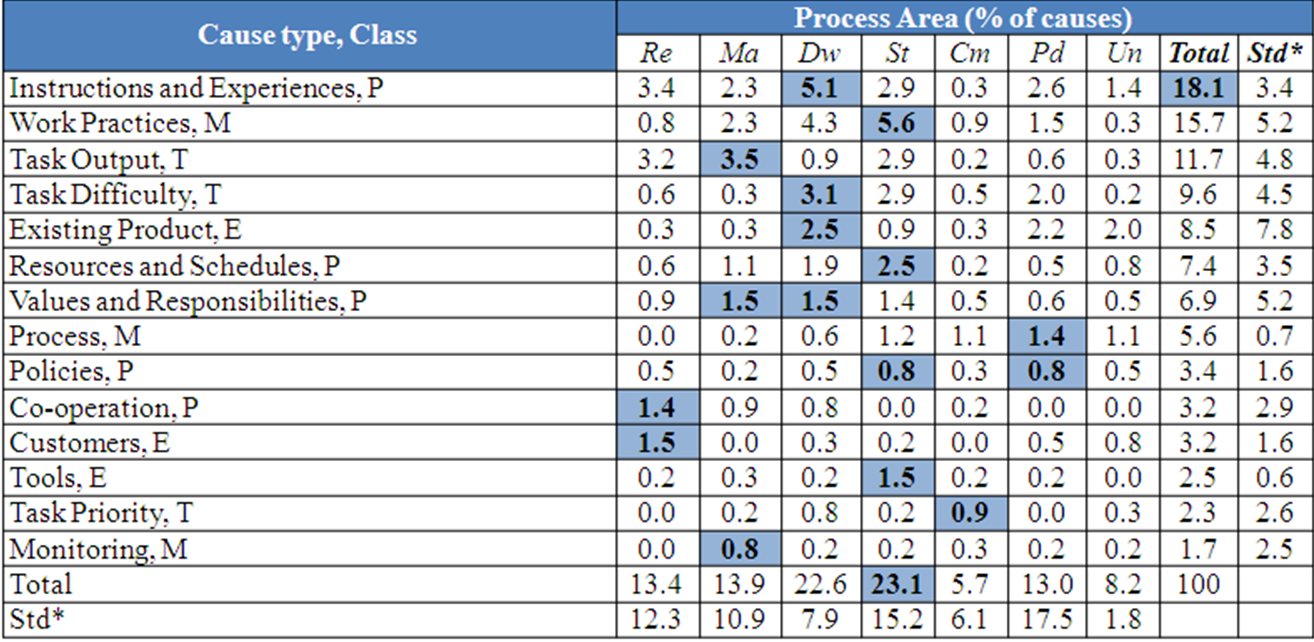 Cause type, Class Process Area (% of causes)
Re Ma Dw St Cm Pd Un Total Std*
Instructions and Experiences, P 3.4 2.3 5.1 2.9 0.3 2.6 1.4 18.1 3.4
Work Practices, M 0.8 2.3 4.3 5.6 0.9 1.5 0.3 15.7 5.2
Task Output, T 3.2 3.5 0.9 2.9 0.2 0.6 0.3 11.7 4.8
Task Difficulty, T 0.6 0.3 3.1 2.9 0.5 2.0 0.2 9.6 4.5
Existing Product, E 0.3 0.3 2.5 0.9 0.3 2.2 2.0 8.5 7.8
Resources and Schedules, P 0.6 1.1 1.9 2.5 0.2 0.5 0.8 7.4 3.5
Values and Responsibilities, P 0.9 1.5 1.5 1.4 0.5 0.6 0.5 6.9 5.2
Process, M 0.0 0.2 0.6 1.2 1.1 1.4 1.1 5.6 0.7
Policies, P 0.5 0.2 0.5 0.8 0.3 0.8 0.5 3.4 1.6
Co-operation, P 1.4 0.9 0.8 0.0 0.2 0.0 0.0 3.2 2.9
Customers, E 1.5 0.0 0.3 0.2 0.0 0.5 0.8 3.2 1.6
Tools, E 0.2 0.3 0.2 1.5 0.2 0.2 0.0 2.5 0.6
Task Priority, T 0.0 0.2 0.8 0.2 0.9 0.0 0.3 2.3 2.6
Monitoring, M 0.0 0.8 0.2 0.2 0.3 0.2 0.2 1.7 2.5
Total 13.4 13.9 22.6 23.1 5.7 13.0 8.2 100
Std* 12.3 10.9 7.9 15.2 6.1 17.5 1.8